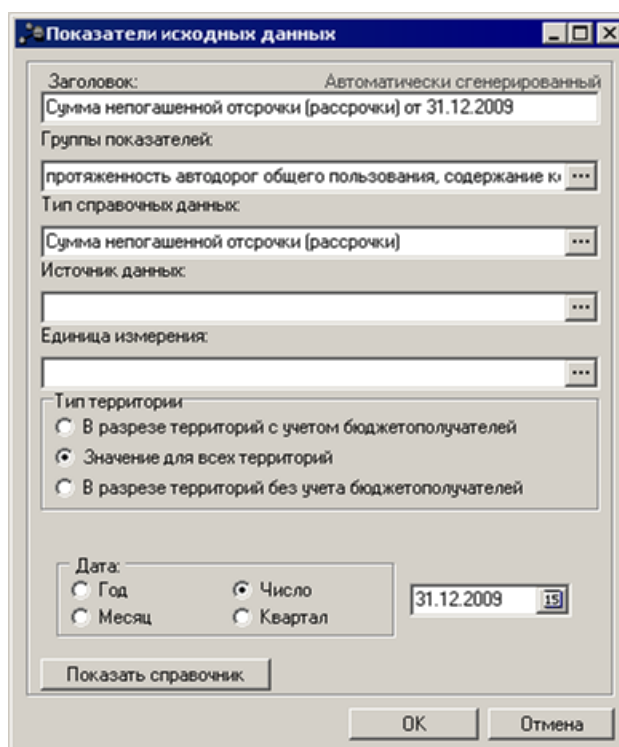 Показатели исходных данных
Заголовок: Автоматически сгенерированный
Сумма непогашенной отсрочки (рассрочки) от 31.12.2009
Группы показателей:
протяженность автодорог общего пользования, содержание
Тип справочных данных:
Сумма непогашенной отсрочки (рассрочки)
Источник данных:
Единица измерения:
Тип территории
В разрезе территорий с учетом бюджетополучателей
Значение для всех территорий
В разрезе территорий без учета бюджетополучателей
Дата:
Год Число 31.12.2009 15
Месяц Квартал
Показать справочник
OK Отмена